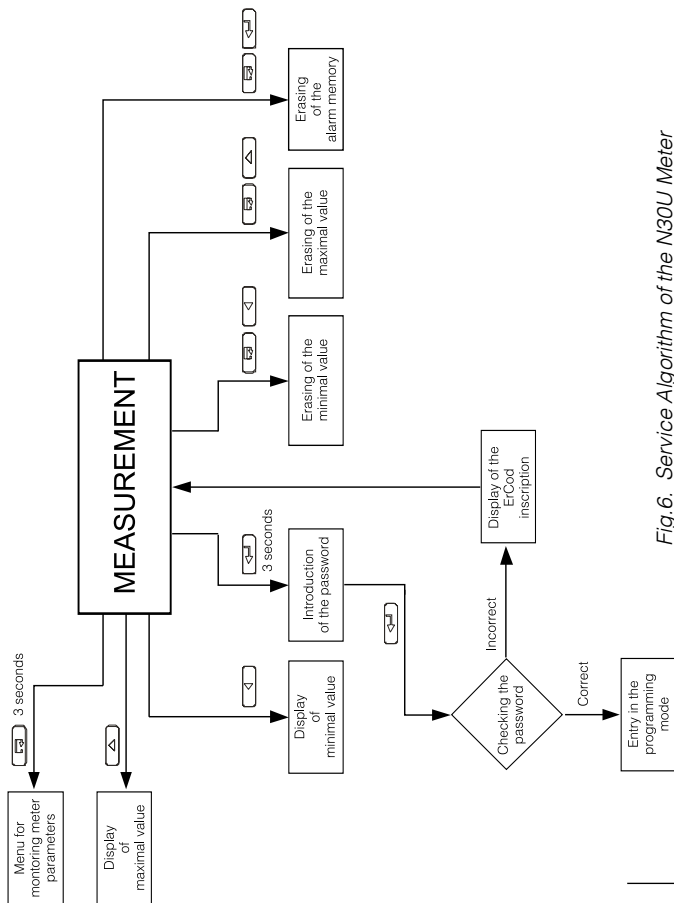 Menu for
montoring meter
parameters
3 seconds
Display
of
maximal value
MEASUREMENT
Display
of
minimal value
3 seconds
Introduction
of the password
Erasing of the
minimal value
Erasing of the
maximal value
Erasing
of the
alarm memory
Checking the
password
Incorrect
Display of the
ErCod
inscription
Correct
Entry in the
programming
mode
Fig.6. Service Algorithm of the N30U Meter